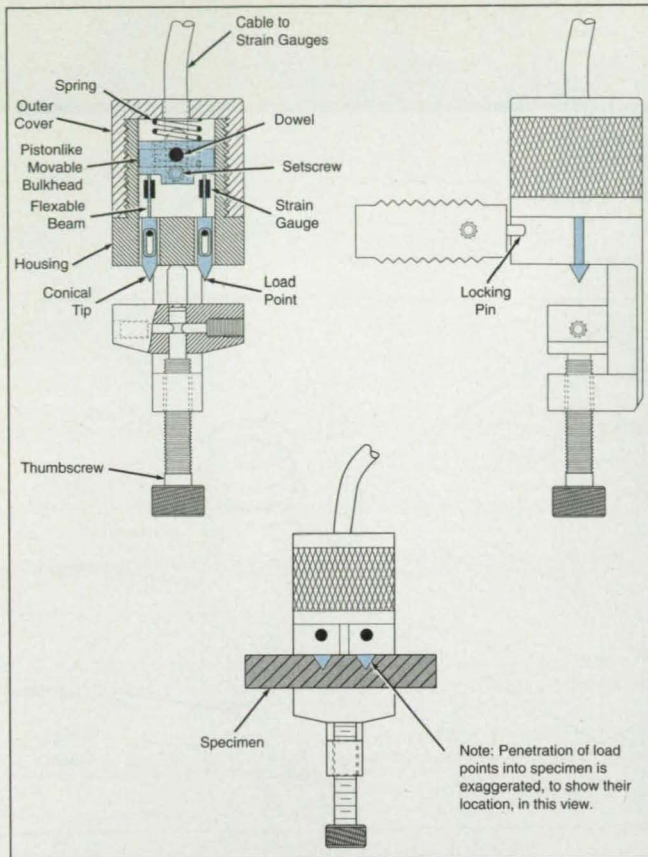 Cable to
Strain Gauges
Spring
Outer
Cover
Dowel
Pistonlike
Movable
Bulkhead
Setscrew
Flexable
Beam
Strain
Gauge
Housing
Conical
Tip
Load
Point
Locking
Pin
Thumbscrew
Specimen
Note: Penetration of load
points into specimen is
exaggerated, to show their
location, in this view.